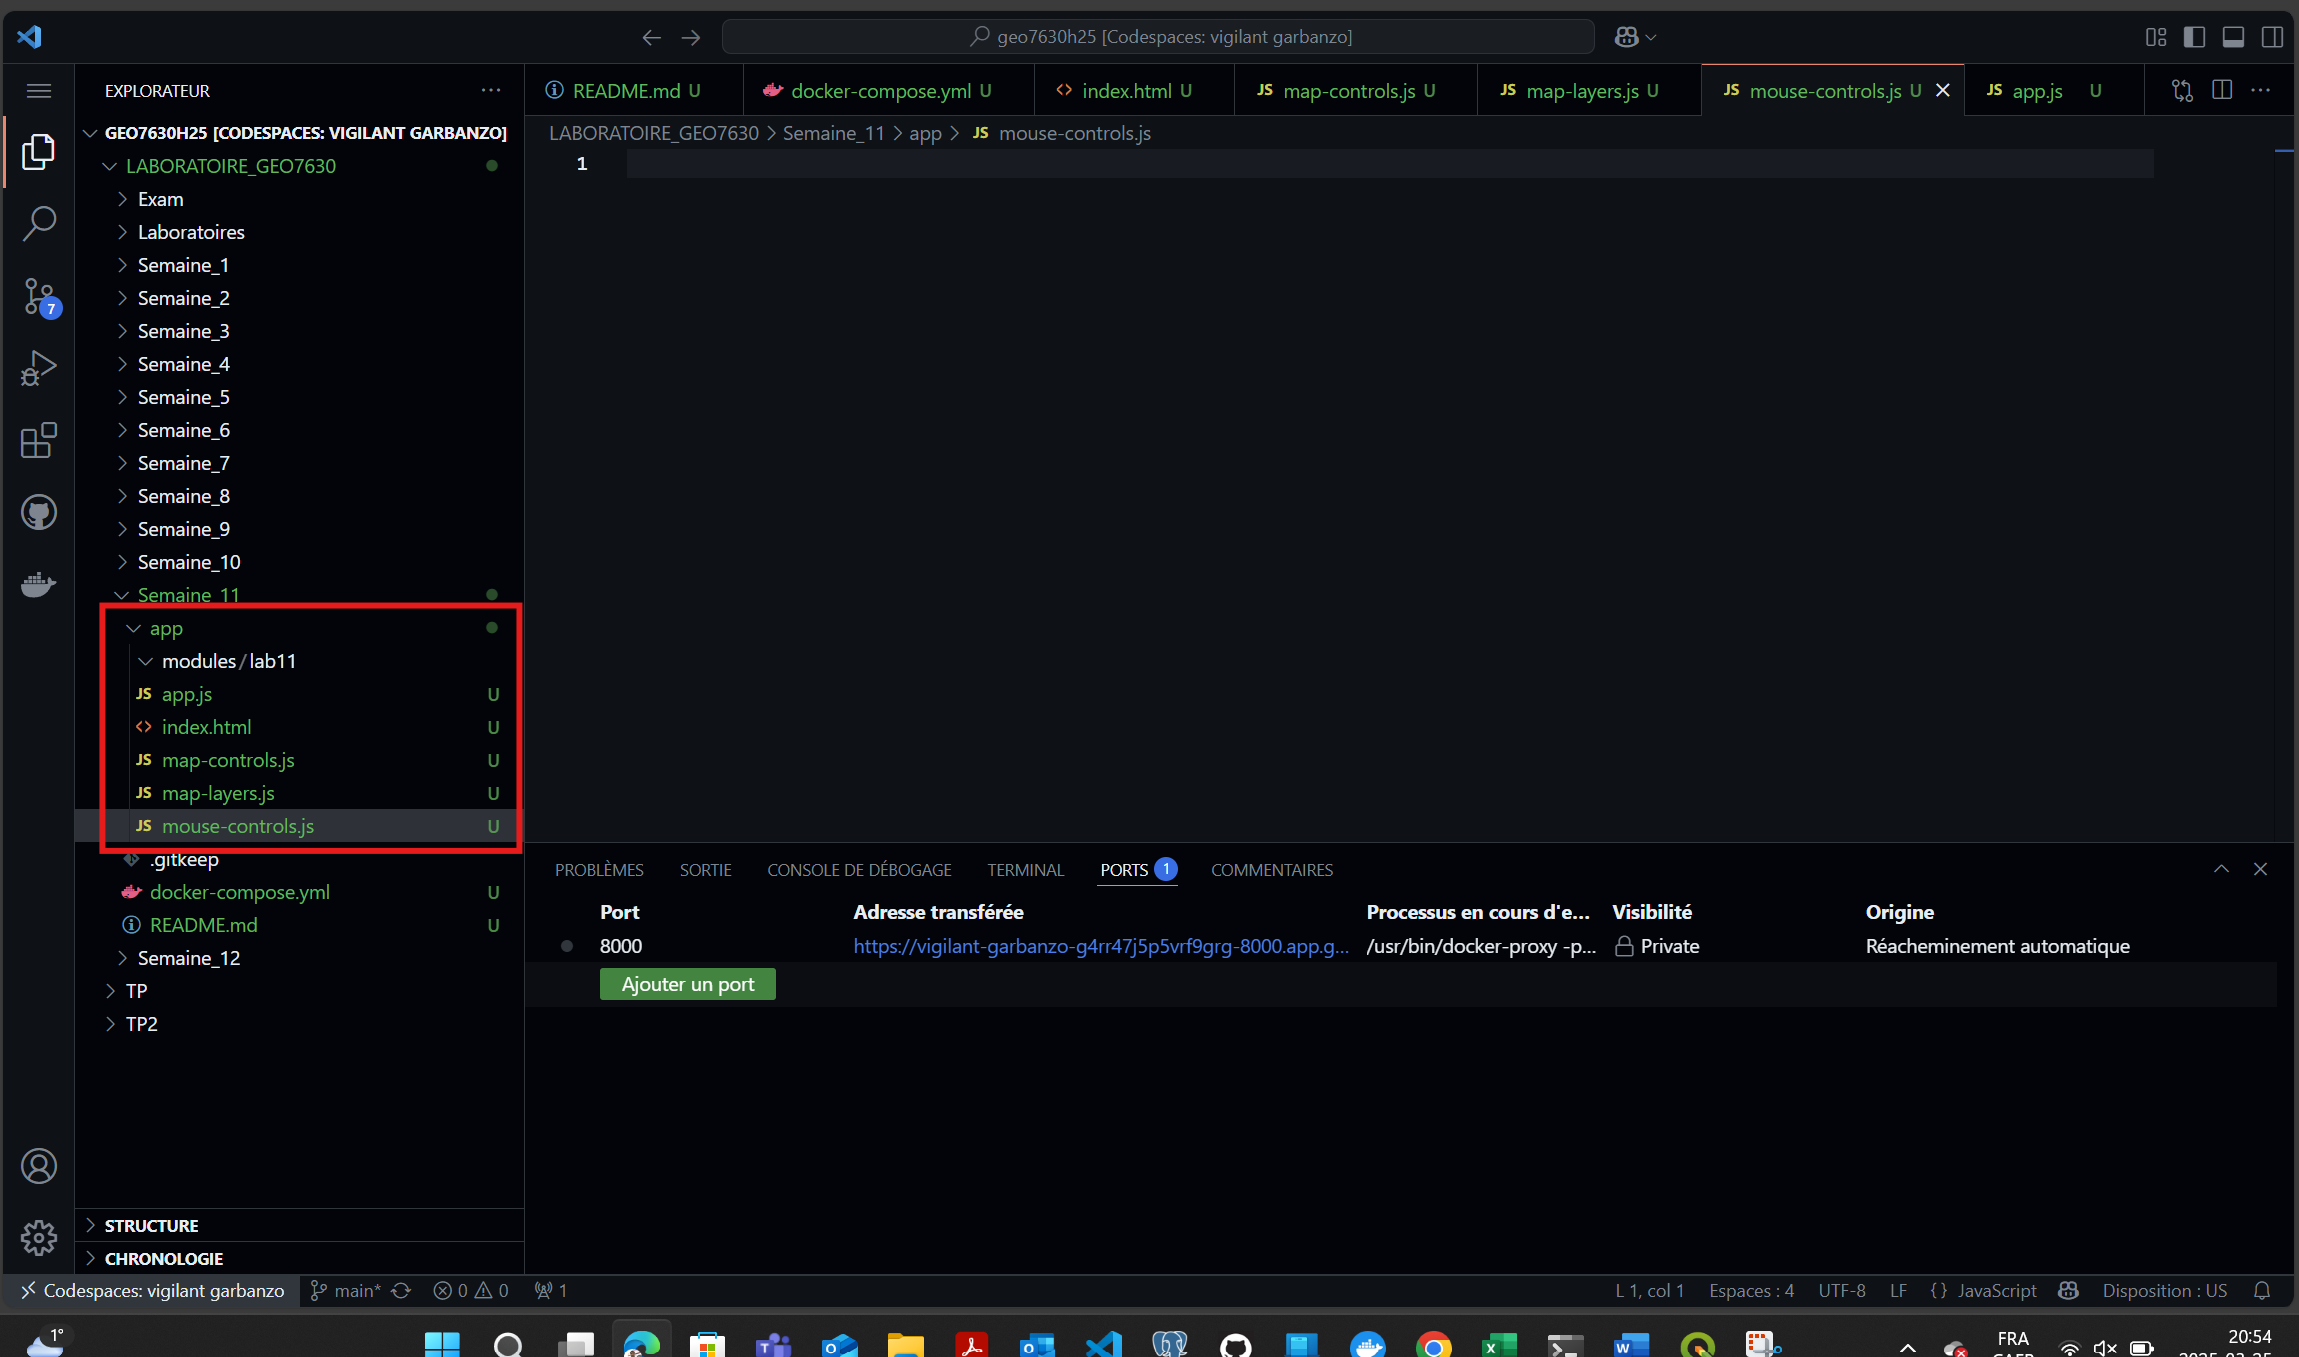 geo7630h25 [Codespaces: vigilant garbanzo]
EXPLORATEUR
README.md U
docker-compose.yml U
index.html U
JS map-controls.js U
JS map-layers.js U
JS mouse-controls.js U
JS app.js U
LABORATOIRE_GEO7630 > Semaine_11 > app > JS mouse-controls.js
1
GEO7630H25 [CODESPACES: VIGILANT GARBANZO]
LABORATOIRE_GEO7630
Exam
Laboratoires
Semaine_1
Semaine_2
Semaine_3
Semaine_4
Semaine_5
Semaine_6
Semaine_7
Semaine_8
Semaine_9
Semaine_10
Semaine_11
app
modules/lab11
JS app.js U
index.html U
JS map-controls.js U
JS map-layers.js U
JS mouse-controls.js U
.gitkeep
docker-compose.yml U
README.md U
Semaine_12
TP
TP2
7
STRUCTURE
CHRONOLOGIE
PROBLÈMES SORTIE CONSOLE DE DÉBOGAGE TERMINAL PORTS 1 COMMENTAIRES
Port Adresse transférée Processus en cours d'e... Visibilité Origine
8000 https://vigilant-garbanzo-g4rr47j5p5vrf9grg-8000.app.g... /usr/bin/docker-proxy -p... Private Réacheminement automatique
Ajouter un port
Codespaces: vigilant garbanzo main* 0 0 1 L 1, col 1 Espaces : 4 UTF-8 LF {} JavaScript Disposition : US
1° FRA 20:54